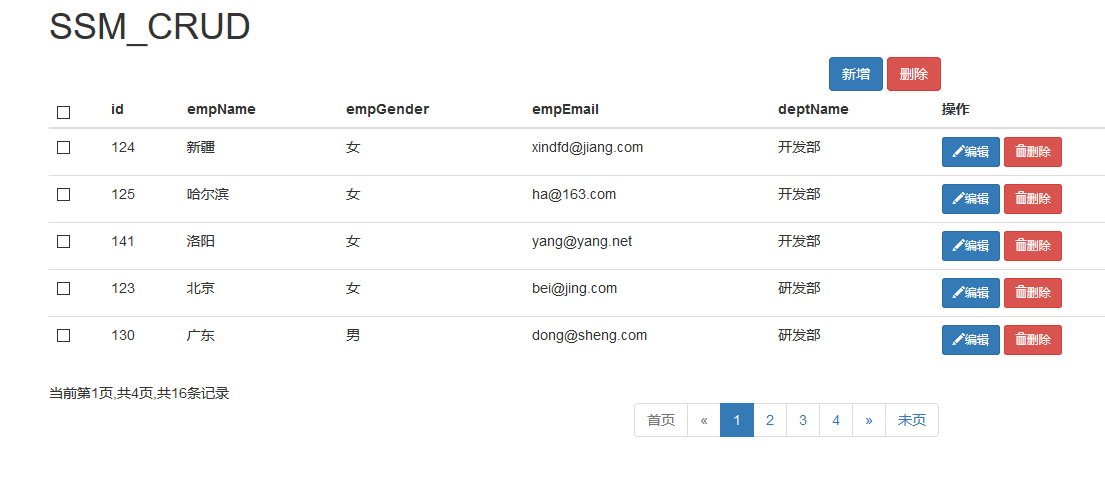 SSM_CRUD
新增 删除
id empName empGender empEmail deptName 操作
124 新疆 女 xindfd@jiang.com 开发部 编辑 删除
125 哈尔滨 女 ha@163.com 开发部 编辑 删除
141 洛阳 女 yang@yang.net 开发部 编辑 删除
123 北京 女 bei@jing.com 研发部 编辑 删除
130 广东 男 dong@sheng.com 研发部 编辑 删除
当前第1页,共4页,共16条记录
首页 « 1 2 3 4 » 未页